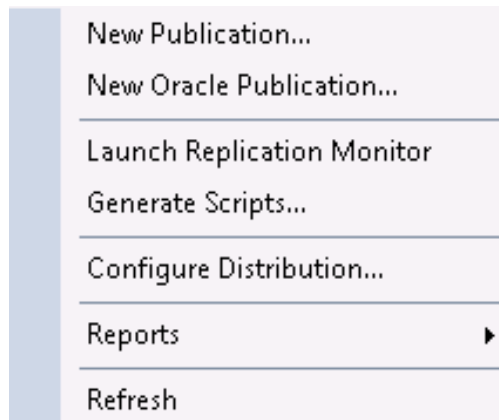 New Publication...
New Oracle Publication...
Launch Replication Monitor
Generate Scripts...
Configure Distribution...
Reports
Refresh